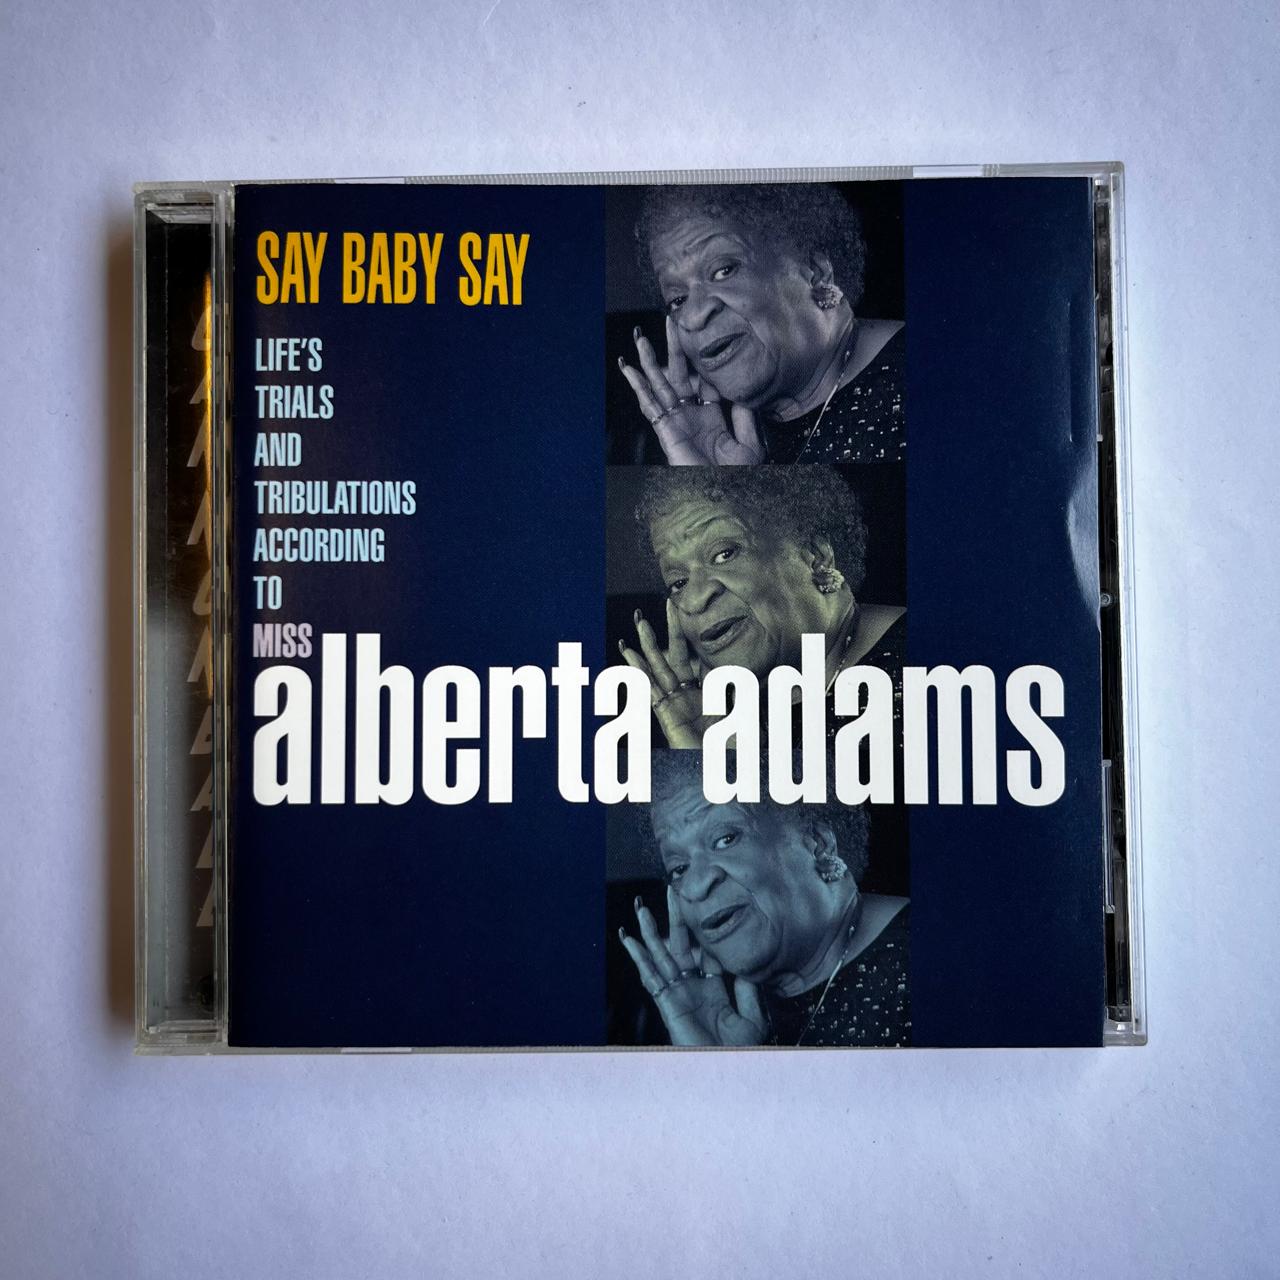 SAY BABY SAY
LIFE'S
TRIALS
AND
TRIBULATIONS
ACCORDING
TO
MISS
alberta adams